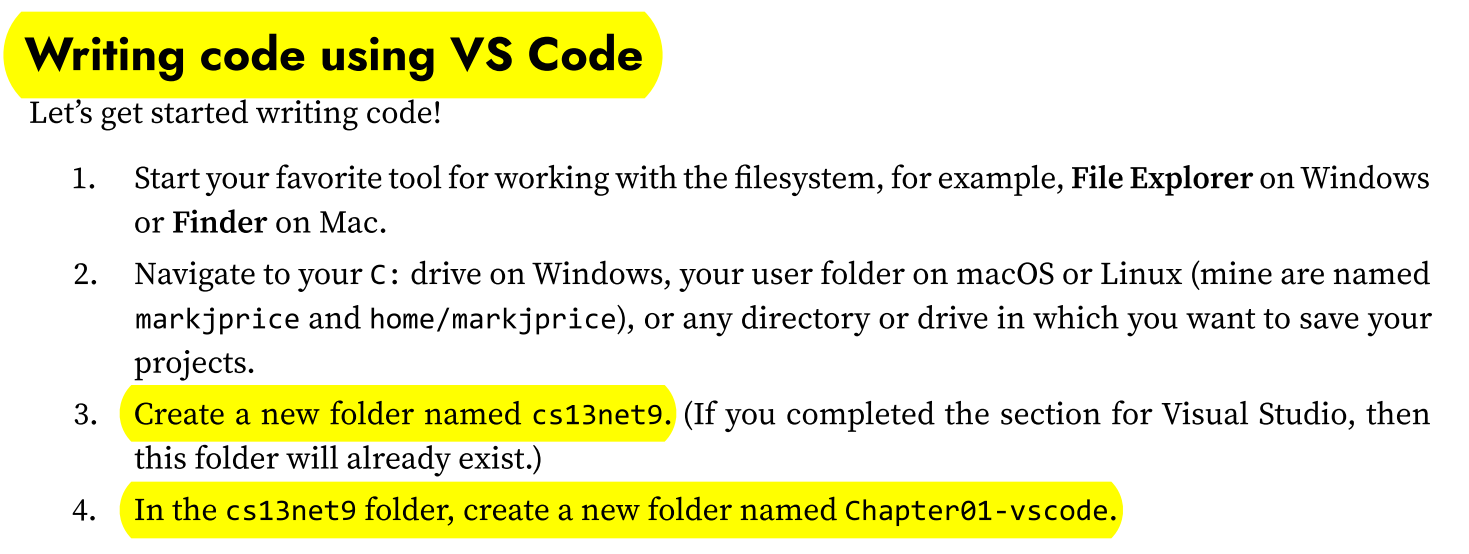 Writing code using VS Code
Let’s get started writing code!
1. Start your favorite tool for working with the filesystem, for example, File Explorer on Windows
or Finder on Mac.
2. Navigate to your C: drive on Windows, your user folder on macOS or Linux (mine are named
markjprice and home/markjprice), or any directory or drive in which you want to save your
projects.
3. Create a new folder named cs13net9. (If you completed the section for Visual Studio, then
this folder will already exist.)
4. In the cs13net9 folder, create a new folder named Chapter01-vscode.